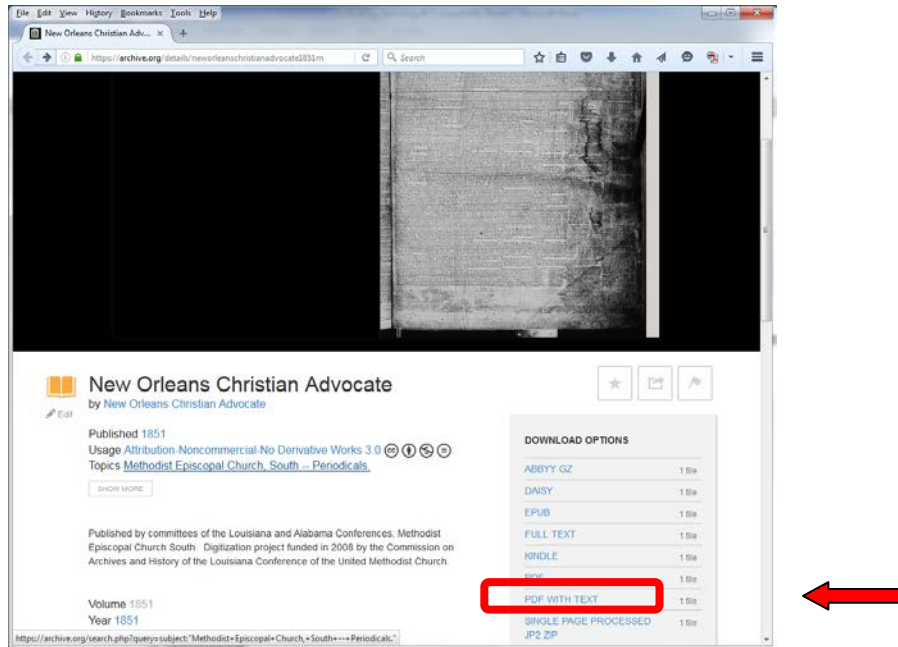 File Edit View History Bookmarks Tools Help
New Orleans Christian Adv... × +
https://archive.org/details/neworleanschristianadvocate1851m Search
New Orleans Christian Advocate
by New Orleans Christian Advocate
Edit
Published 1851
Usage Attribution-Noncommercial-No Derivative Works 3.0
Topics Methodist Episcopal Church, South -- Periodicals.
SHOW MORE
Published by committees of the Louisiana and Alabama Conferences, Methodist
Episcopal Church South. Digitization project funded in 2008 by the Commission on
Archives and History of the Louisiana Conference of the United Methodist Church
Volume 1851
Year 1851
DOWNLOAD OPTIONS
ABBYY GZ 1 file
DAISY 1 file
EPUB 1 file
FULL TEXT 1 file
KINDLE 1 file
PDF 1 file
PDF WITH TEXT 1 file
SINGLE PAGE PROCESSED 1 file
JP2 ZIP
https://archive.org/search.php?query=subject:"Methodist+Episcopal+Church,+South+--+Periodicals."